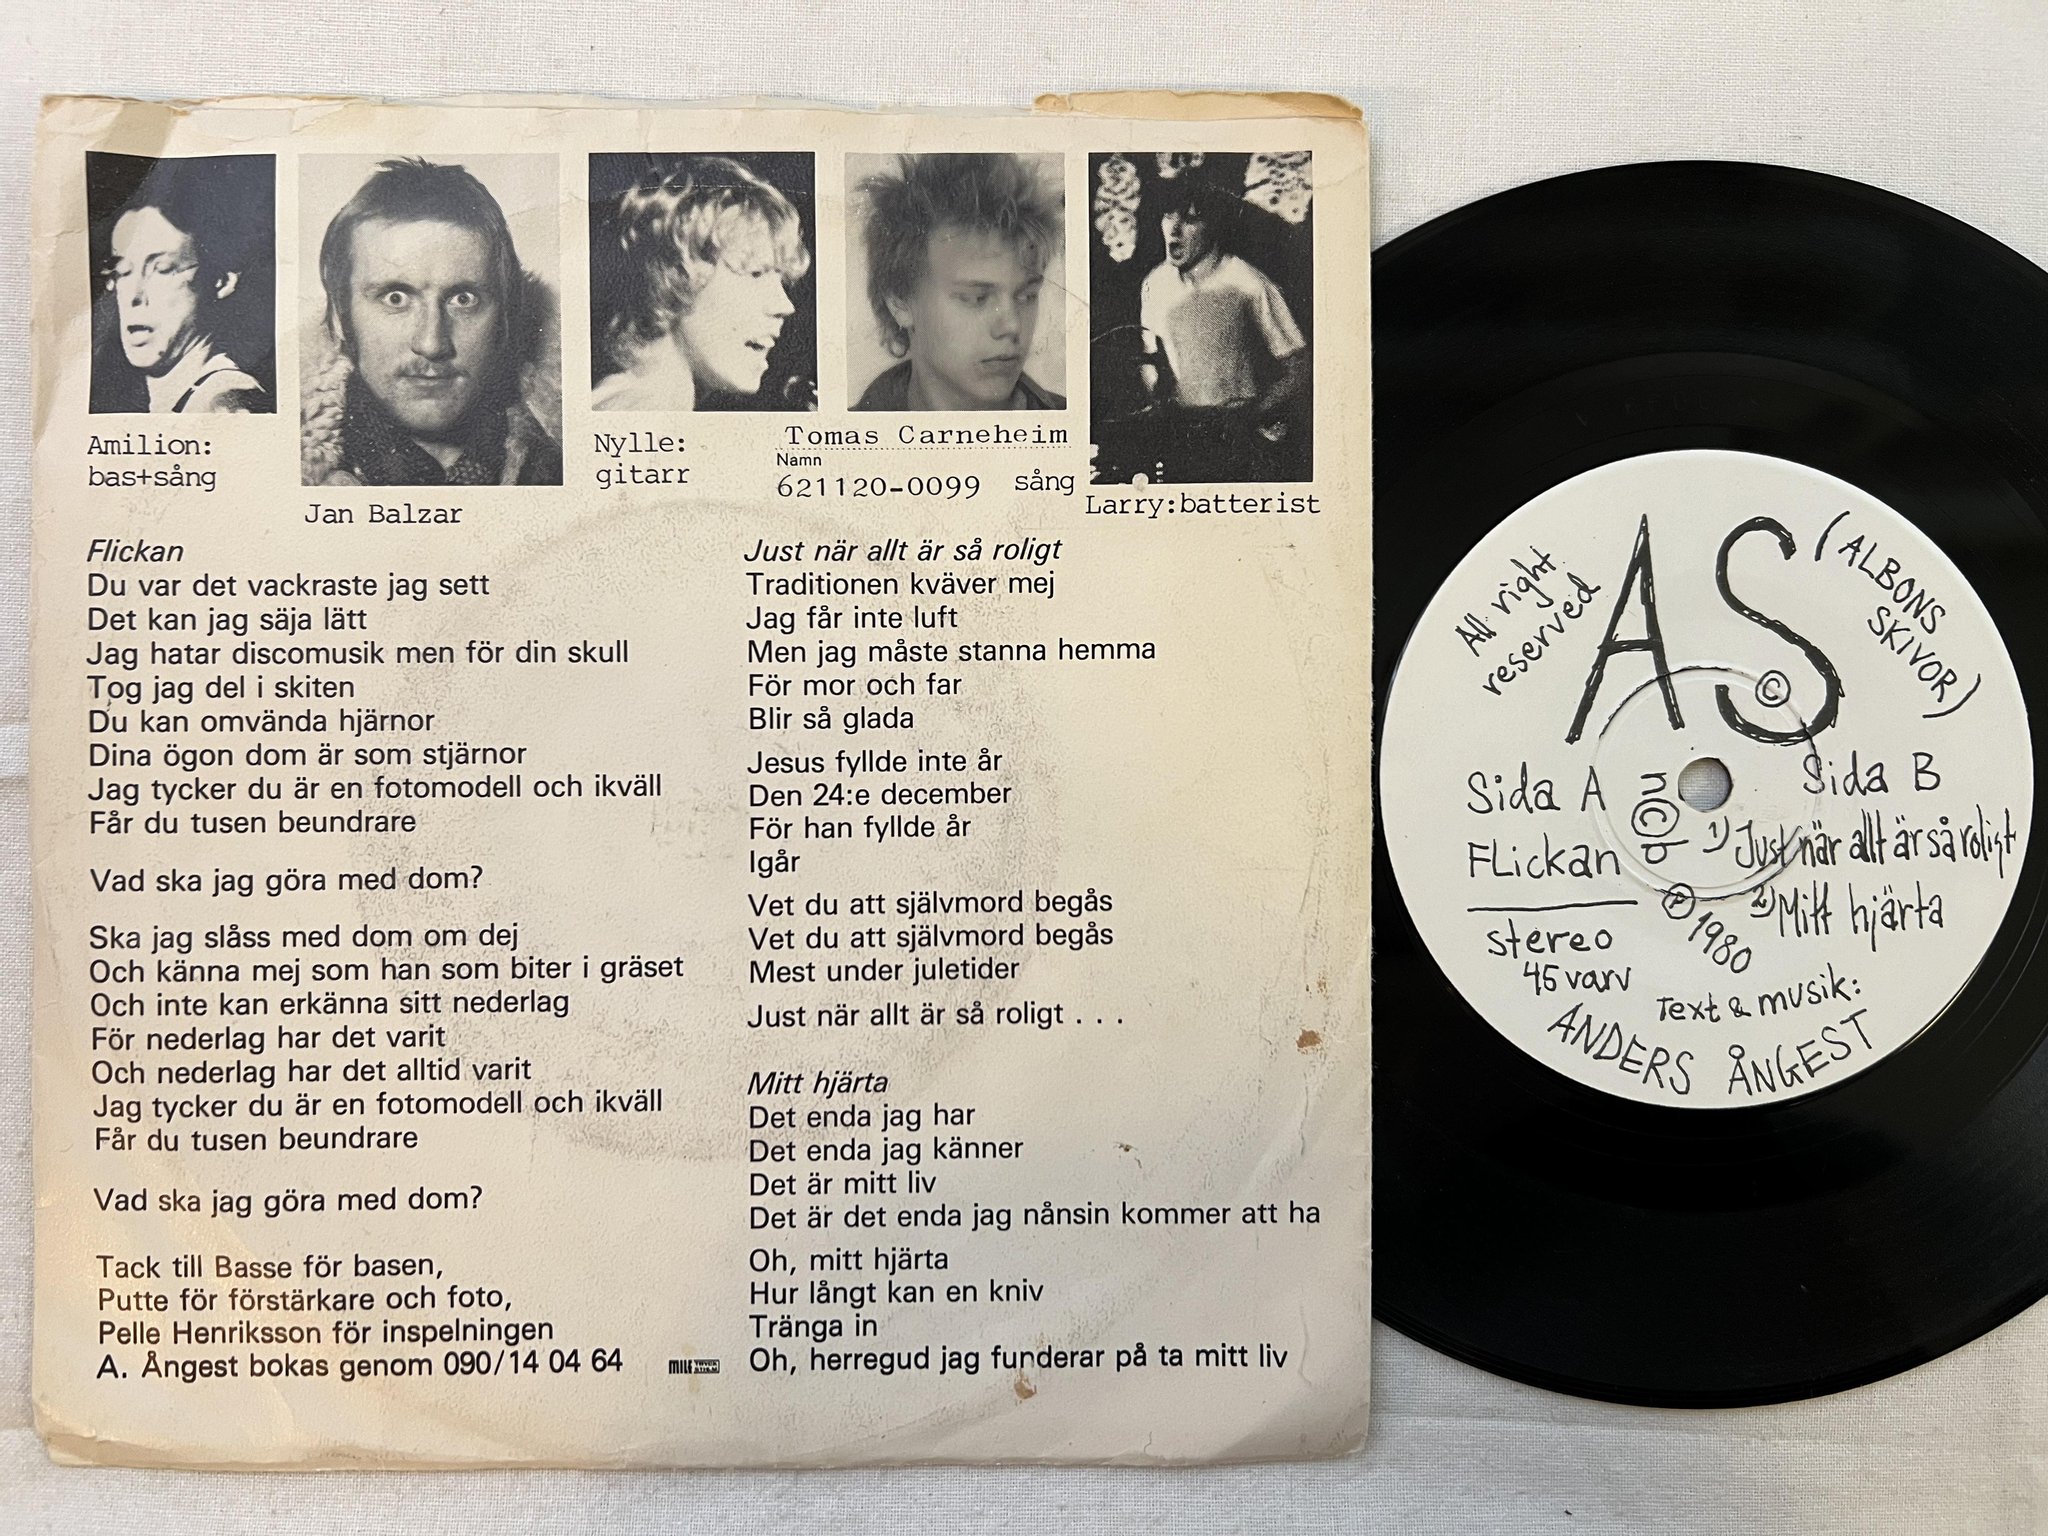 Amilion:
bas+sång
Jan Balzar
Nylle:
gitarr
Tomas Carneheim
Namn
621120-0099 sång
Larry:batterist
Flickan
Du var det vackraste jag sett
Det kan jag säja lätt
Jag hatar discomusik men för din skull
Tog jag del i skiten
Du kan omvända hjärnor
Dina ögon dom är som stjärnor
Jag tycker du är en fotomodell och ikväll
Får du tusen beundrare
Vad ska jag göra med dom?
Ska jag slåss med dom om dej
Och känna mej som han som biter i gräset
Och inte kan erkänna sitt nederlag
För nederlag har det varit
Och nederlag har det alltid varit
Jag tycker du är en fotomodell och ikväll
Får du tusen beundrare
Vad ska jag göra med dom?
Tack till Basse för basen,
Putte för förstärkare och foto,
Pelle Henriksson för inspelningen
A. Ångest bokas genom 090/14 04 64
MILE
Just när allt är så roligt
Traditionen kväver mej
Jag får inte luft
Men jag måste stanna hemma
För mor och far
Blir så glada
Jesus fyllde inte år
Den 24:e december
För han fyllde år
Igår
Vet du att självmord begås
Vet du att självmord begås
Mest under juletider
Just när allt är så roligt . . .
Mitt hjärta
Det enda jag har
Det enda jag känner
Det är mitt liv
Det är det enda jag nånsin kommer att ha
Oh, mitt hjärta
Hur långt kan en kniv
Tränga in
Oh, herregud jag funderar på ta mitt liv
All right
reserved
AS
(ALBONS
SKIVOR)
©
Sida A
FLickan
stereo
45 varv
n©b
Sida B
1) Just när allt är så roligt
2) Mitt hjärta
℗ 1980
Text & musik:
ANDERS ÅNGEST